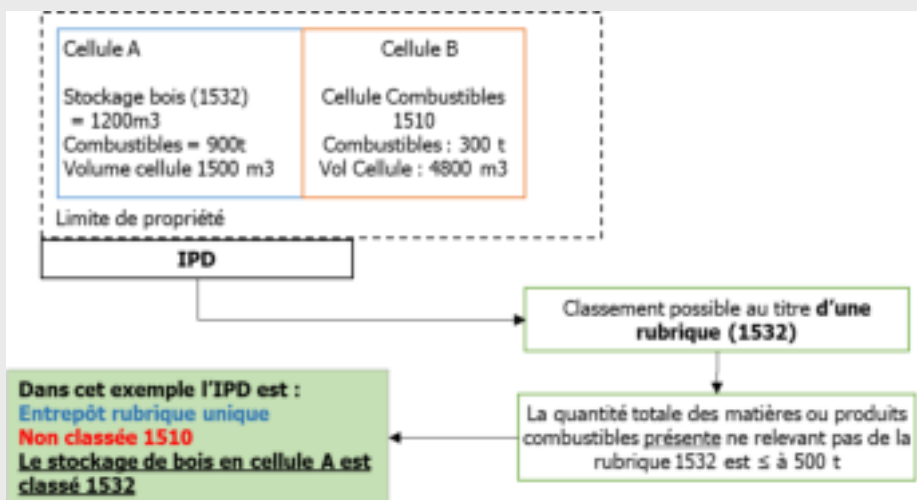 Cellule A
Stockage bois (1532)
= 1200m3
Combustibles = 900t
Volume cellule 1500 m3
Cellule B
Cellule Combustibles
1510
Combustibles : 300 t
Vol Cellule : 4800 m3
Limite de propriété
IPD
Classement possible au titre d'une
rubrique (1532)
La quantité totale des matières ou produits
combustibles présente ne relevant pas de la
rubrique 1532 est ≤ à 500 t
Dans cet exemple l'IPD est :
Entrepôt rubrique unique
Non classée 1510
Le stockage de bois en cellule A est
classé 1532